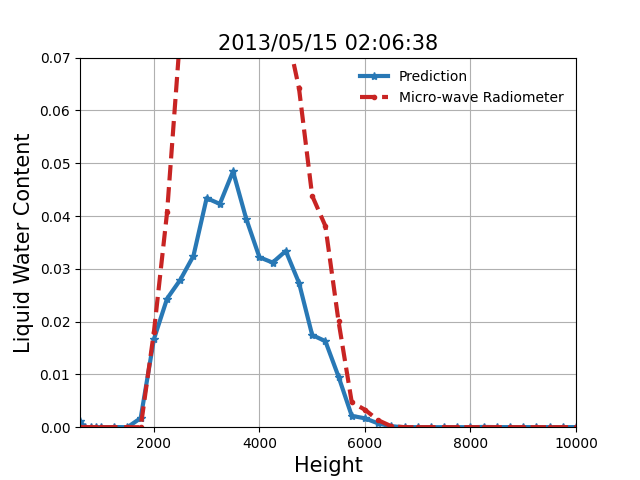 2013/05/15 02:06:38
0.07
0.06
0.05
0.04
0.03
0.02
0.01
0.00
Liquid Water Content
Prediction
Micro-wave Radiometer
2000 4000 6000 8000 10000
Height